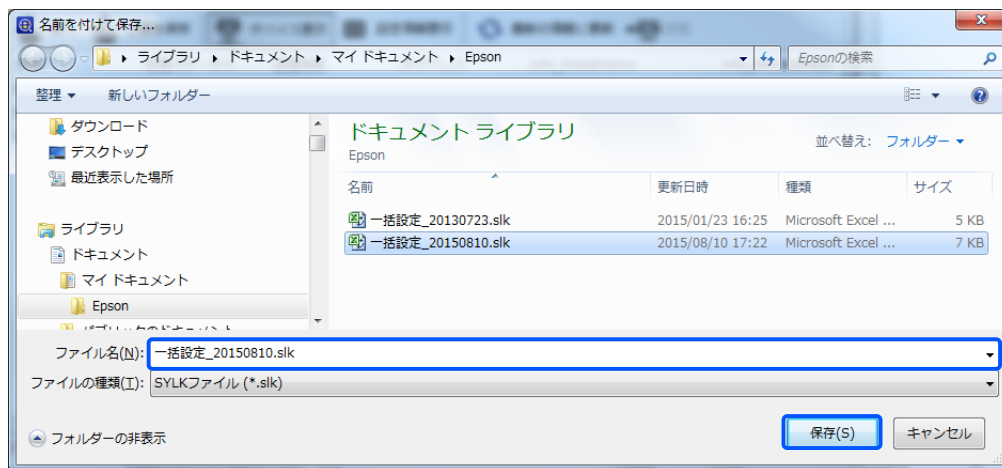 名前を付けて保存...
ライブラリ ▸ ドキュメント ▸ マイ ドキュメント ▸ Epson
Epsonの検索
整理 新しいフォルダー
ダウンロード
デスクトップ
最近表示した場所
ライブラリ
ドキュメント
マイ ドキュメント
Epson
ドキュメント ライブラリ
Epson
並べ替え: フォルダー
名前 更新日時 種類 サイズ
一括設定_20130723.slk 2015/01/23 16:25 Microsoft Excel ... 5 KB
一括設定_20150810.slk 2015/08/10 17:22 Microsoft Excel ... 7 KB
ファイル名(N): 一括設定_20150810.slk
ファイルの種類(T): SYLKファイル (*.slk)
フォルダーの非表示
保存(S) キャンセル